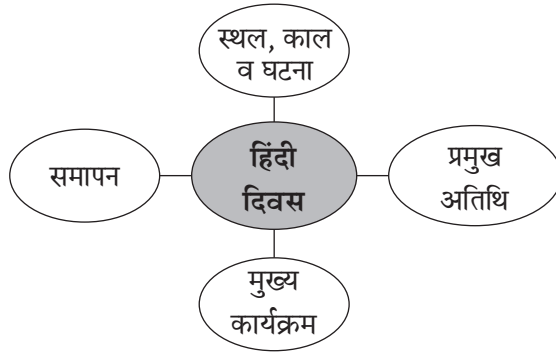 स्थल, काल
व घटना
समापन
हिंदी
दिवस
प्रमुख
अतिथि
मुख्य
कार्यक्रम